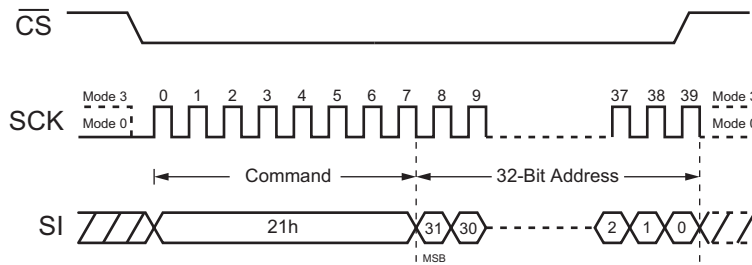 CS
Mode 3 0 1 2 3 4 5 6 7 8 9 37 38 39 Mode 3
SCK Mode 0 Mode 0
Command 32-Bit Address
SI 21h 31 30 2 1 0
MSB